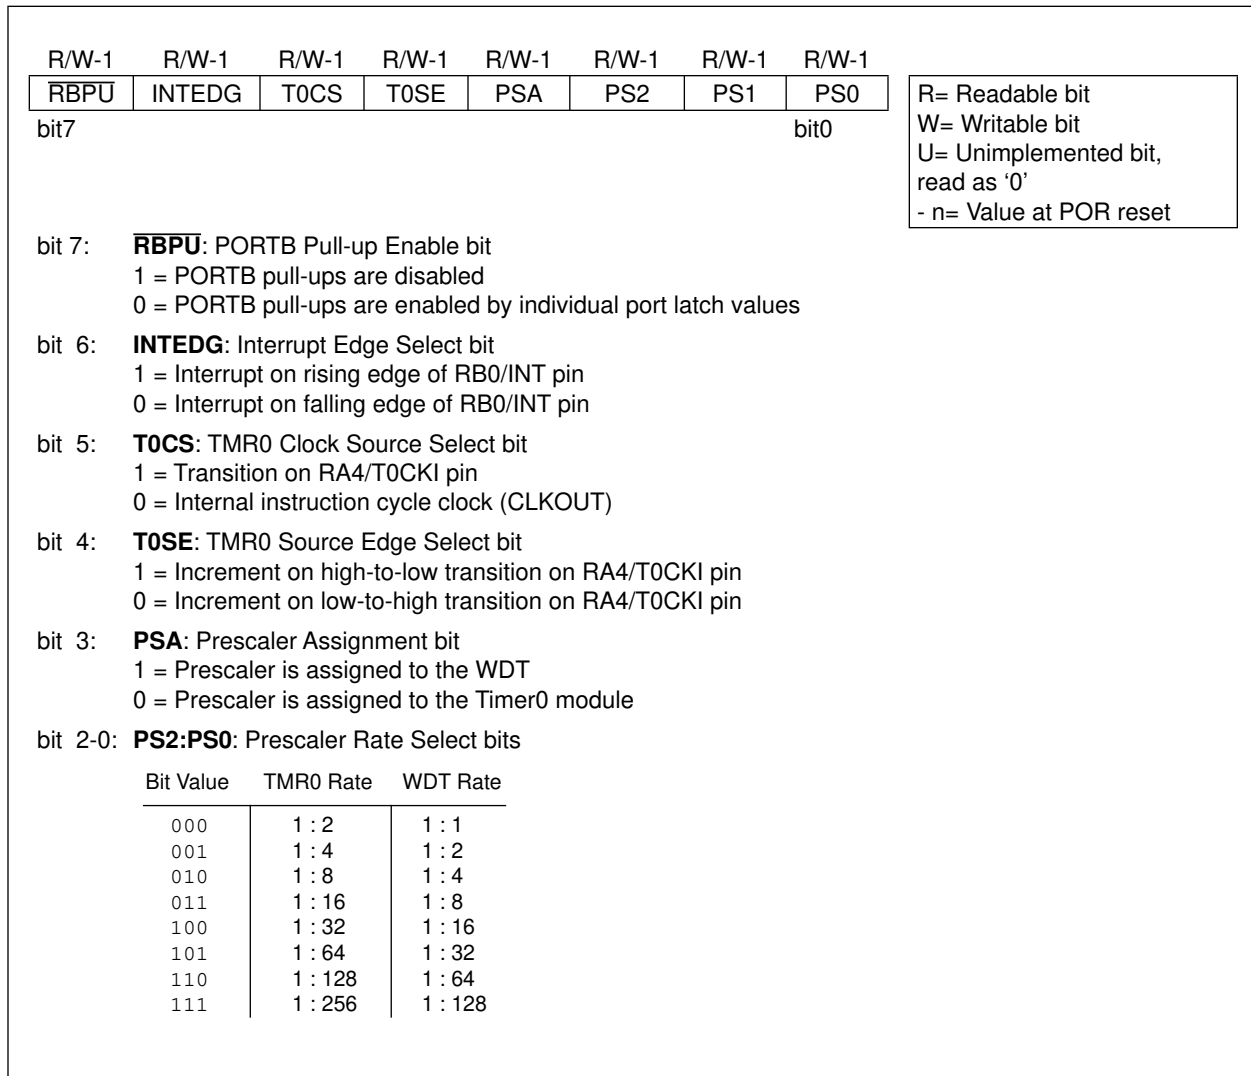 R/W-1 R/W-1 R/W-1 R/W-1 R/W-1 R/W-1 R/W-1 R/W-1
RBPU INTEDG T0CS T0SE PSA PS2 PS1 PS0
bit7 bit0
R= Readable bit
W= Writable bit
U= Unimplemented bit,
read as ‘0’
- n= Value at POR reset
bit 7: RBPU: PORTB Pull-up Enable bit
1 = PORTB pull-ups are disabled
0 = PORTB pull-ups are enabled by individual port latch values
bit 6: INTEDG: Interrupt Edge Select bit
1 = Interrupt on rising edge of RB0/INT pin
0 = Interrupt on falling edge of RB0/INT pin
bit 5: T0CS: TMR0 Clock Source Select bit
1 = Transition on RA4/T0CKI pin
0 = Internal instruction cycle clock (CLKOUT)
bit 4: T0SE: TMR0 Source Edge Select bit
1 = Increment on high-to-low transition on RA4/T0CKI pin
0 = Increment on low-to-high transition on RA4/T0CKI pin
bit 3: PSA: Prescaler Assignment bit
1 = Prescaler is assigned to the WDT
0 = Prescaler is assigned to the Timer0 module
bit 2-0: PS2:PS0: Prescaler Rate Select bits
Bit Value TMR0 Rate WDT Rate
000 1 : 2 1 : 1
001 1 : 4 1 : 2
010 1 : 8 1 : 4
011 1 : 16 1 : 8
100 1 : 32 1 : 16
101 1 : 64 1 : 32
110 1 : 128 1 : 64
111 1 : 256 1 : 128